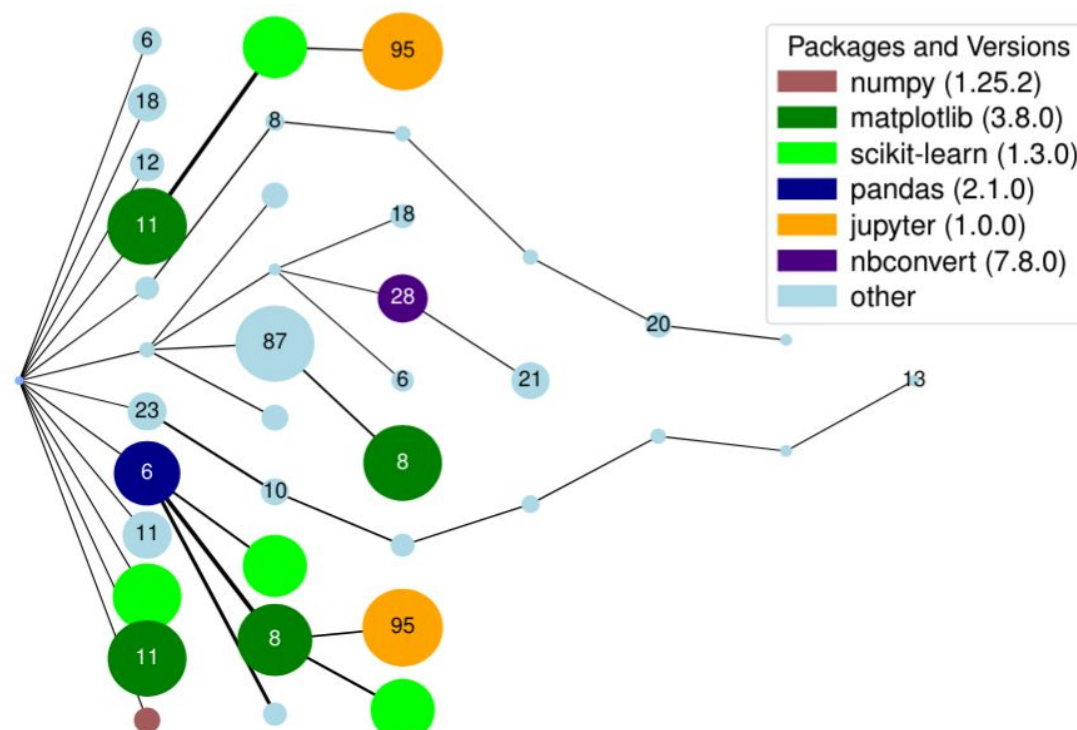 6
95
Packages and Versions
numpy (1.25.2)
matplotlib (3.8.0)
scikit-learn (1.3.0)
pandas (2.1.0)
jupyter (1.0.0)
nbconvert (7.8.0)
other
18
8
12
11
18
28
20
87
6
21
13
23
8
6
10
11
95
8
11